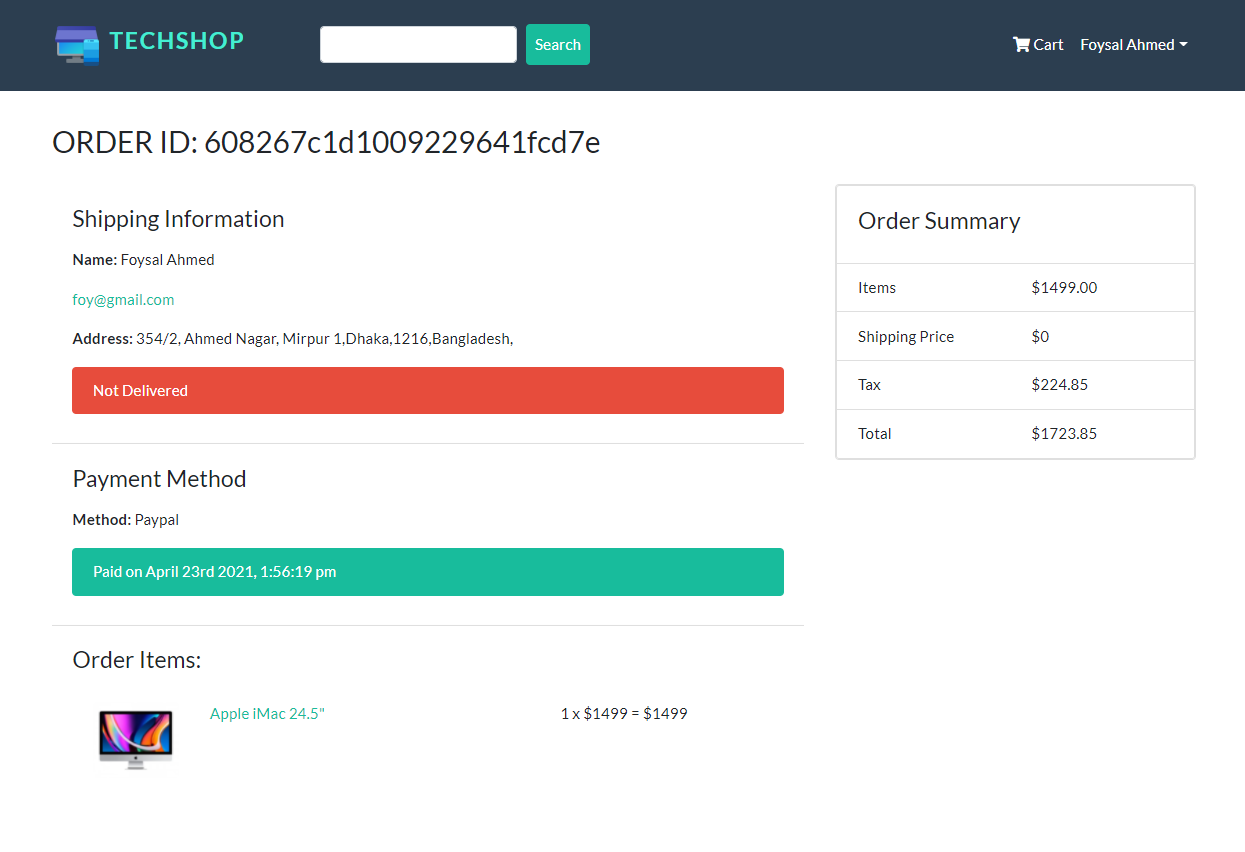 TECHSHOP
Search
Cart
Foysal Ahmed
ORDER ID: 608267c1d1009229641fcd7e
Shipping Information
Name: Foysal Ahmed
foy@gmail.com
Address: 354/2, Ahmed Nagar, Mirpur 1,Dhaka,1216,Bangladesh,
Not Delivered
Payment Method
Method: Paypal
Paid on April 23rd 2021, 1:56:19 pm
Order Items:
Apple iMac 24.5" 1 x $1499 = $1499
Order Summary
Items $1499.00
Shipping Price $0
Tax $224.85
Total $1723.85